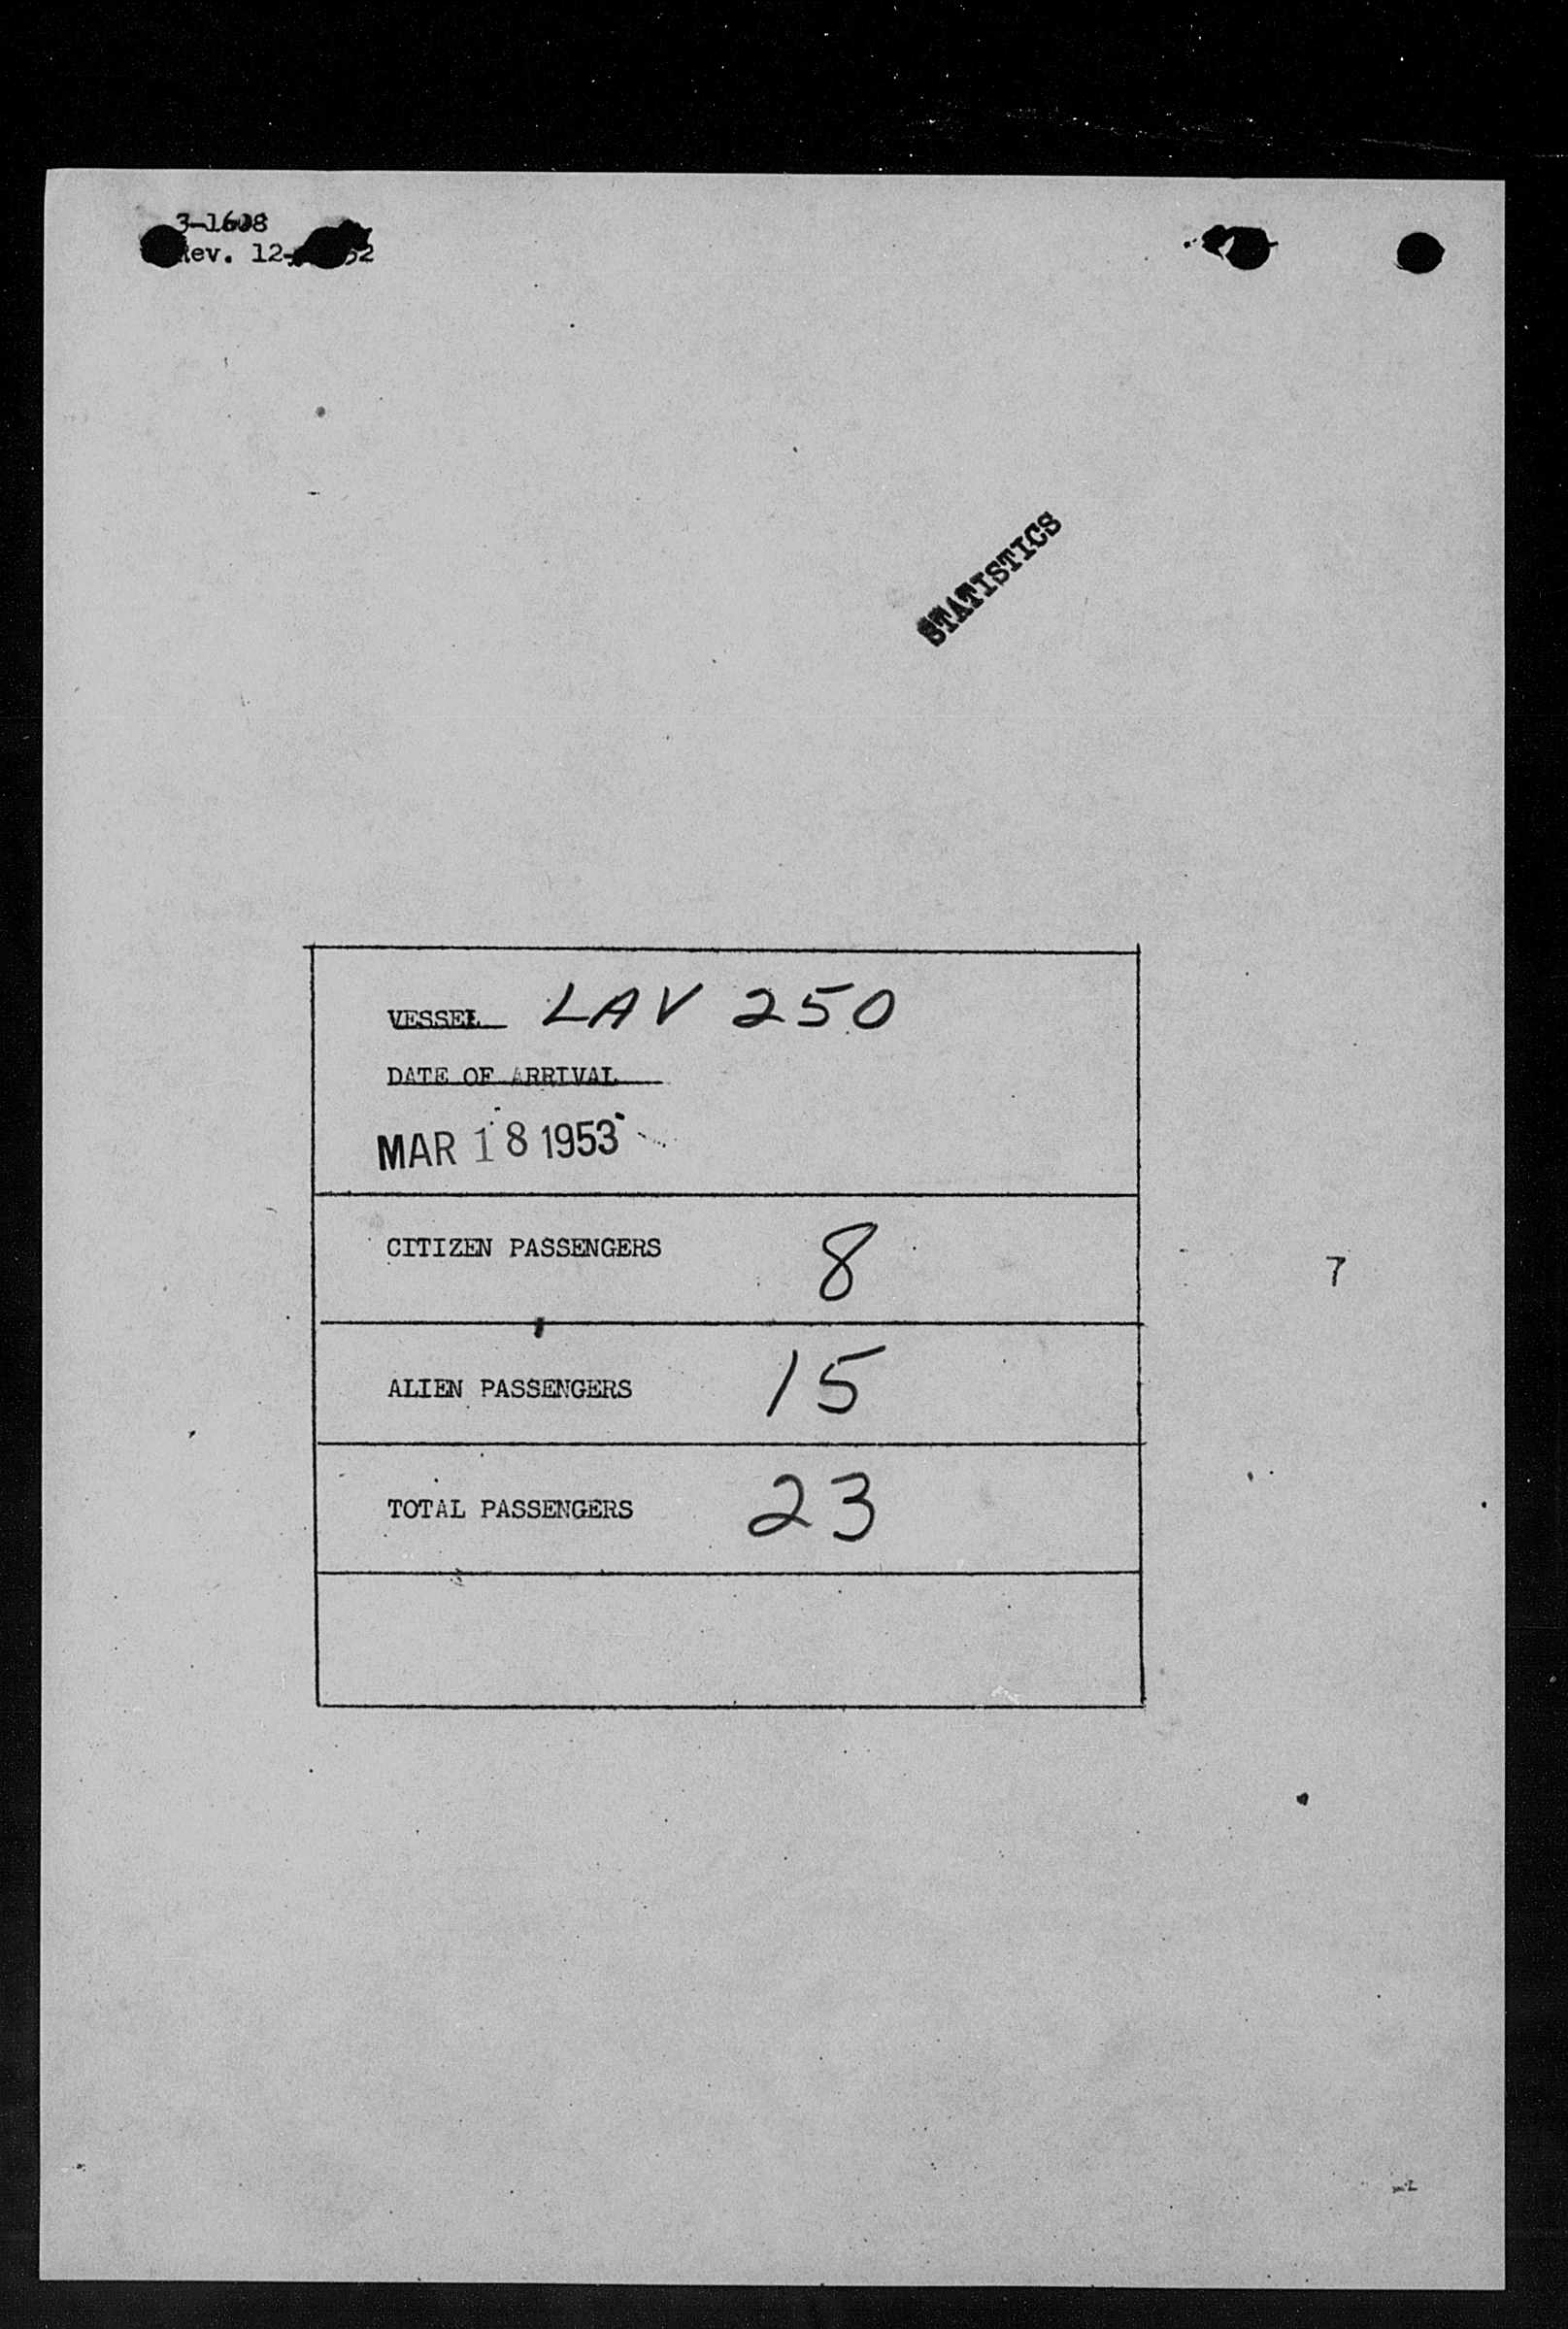 3-1608
Rev. 12-
STATISTICS
VESSEL LAV 250
DATE OF ARRIVAL
MAR 18 1953
CITIZEN PASSENGERS 8
7
ALIEN PASSENGERS 15
TOTAL PASSENGERS 23